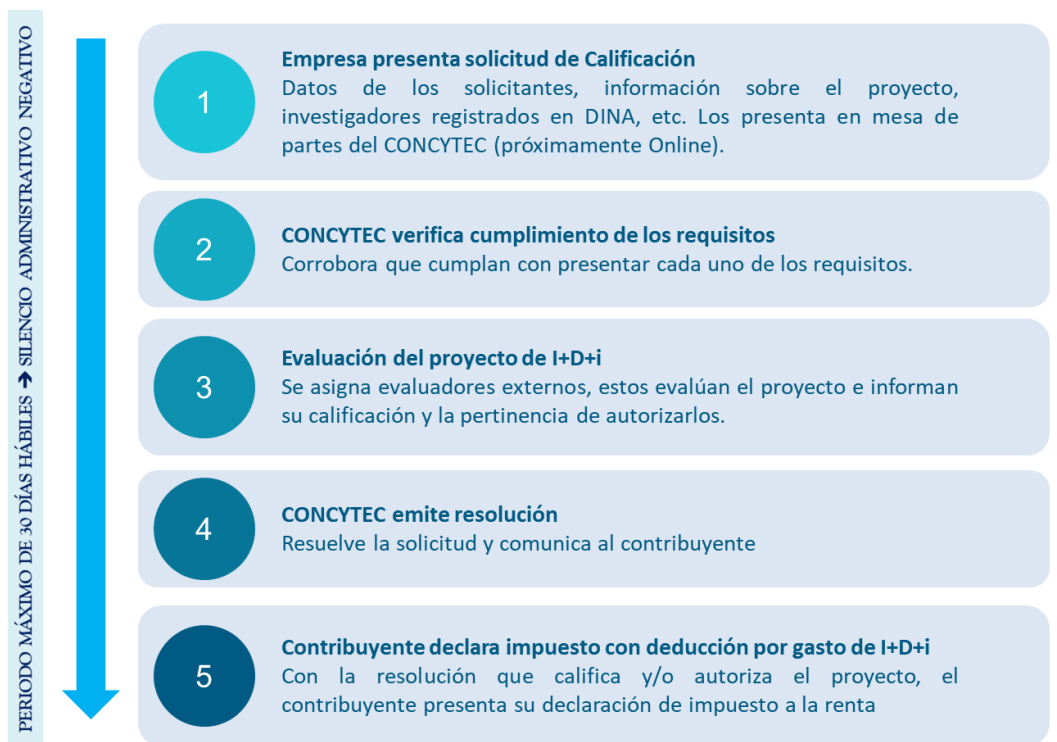 PERIODO MÁXIMO DE 30 DÍAS HÁBILES → SILENCIO ADMINISTRATIVO NEGATIVO
1
Empresa presenta solicitud de Calificación
Datos de los solicitantes, información sobre el proyecto,
investigadores registrados en DINA, etc. Los presenta en mesa de
partes del CONCYTEC (próximamente Online).
2
CONCYTEC verifica cumplimiento de los requisitos
Corrobora que cumplan con presentar cada uno de los requisitos.
3
Evaluación del proyecto de I+D+i
Se asigna evaluadores externos, estos evalúan el proyecto e informan
su calificación y la pertinencia de autorizarlos.
4
CONCYTEC emite resolución
Resuelve la solicitud y comunica al contribuyente
5
Contribuyente declara impuesto con deducción por gasto de I+D+i
Con la resolución que califica y/o autoriza el proyecto, el
contribuyente presenta su declaración de impuesto a la renta